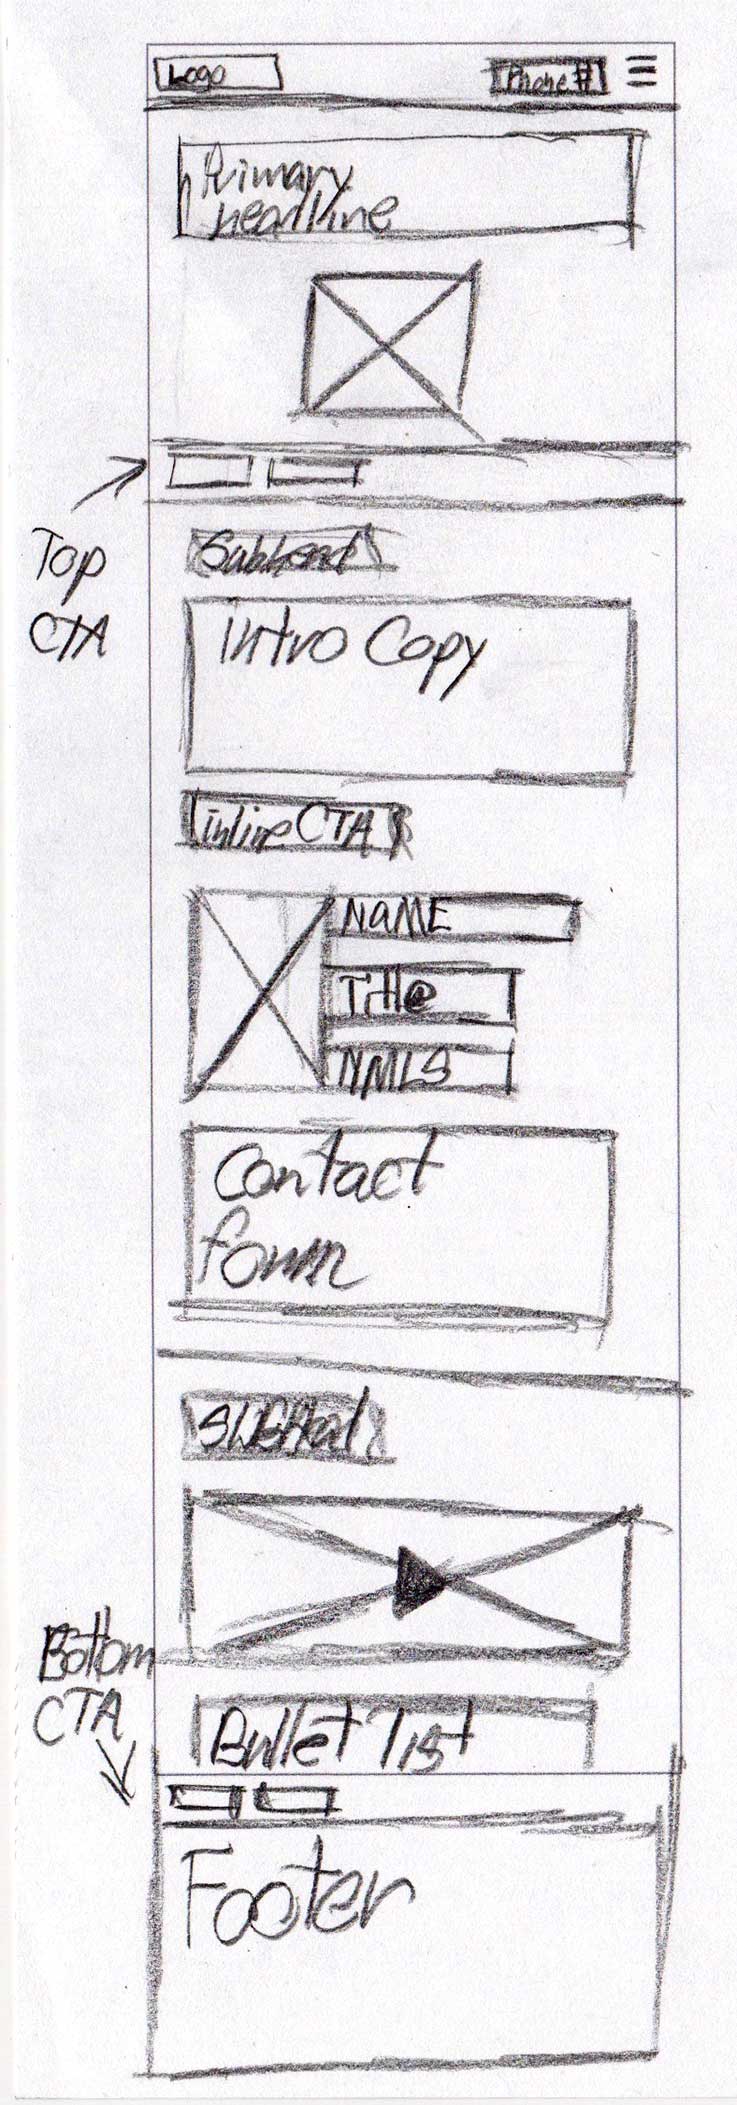 Logo
Phone #
Primary
headline
Top
CTA
Subhead
Intro Copy
inline CTA
NAME
Title
NMLS
Contact
form
SUBHead
Bottom
CTA
Bullet List
Footer